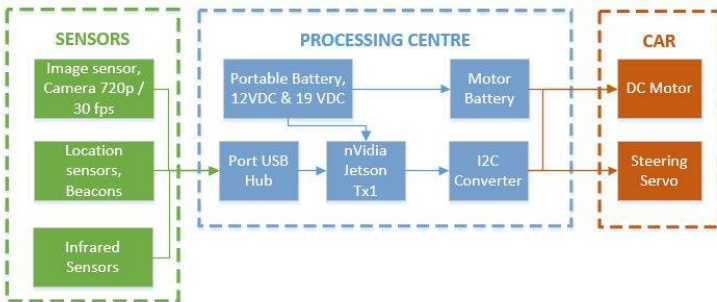 SENSORS
Image sensor,
Camera 720p /
30 fps
Location
sensors,
Beacons
Infrared
Sensors
PROCESSING CENTRE
Portable Battery,
12VDC & 19 VDC
Motor
Battery
Port USB
Hub
nVidia
Jetson
Tx1
I2C
Converter
CAR
DC Motor
Steering
Servo